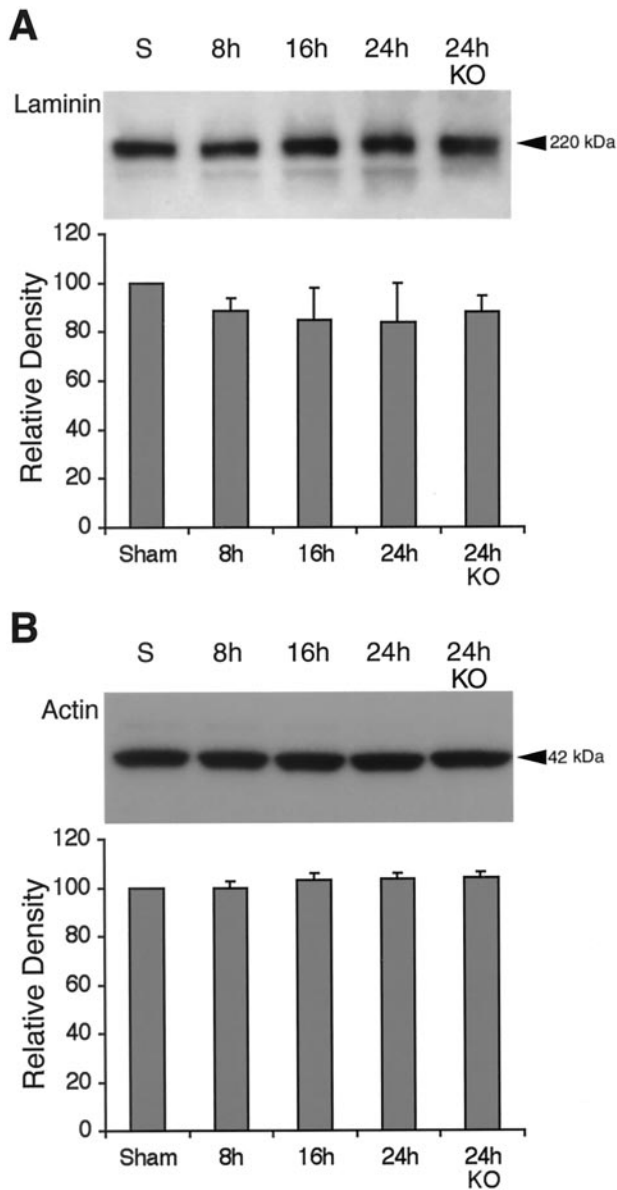 A
S 8h 16h 24h 24h
KO
Laminin
220 kDa
120
100
80
60
40
20
0
Relative Density
Sham 8h 16h 24h 24h
KO
B
S 8h 16h 24h 24h
KO
Actin
42 kDa
120
100
80
60
40
20
0
Relative Density
Sham 8h 16h 24h 24h
KO